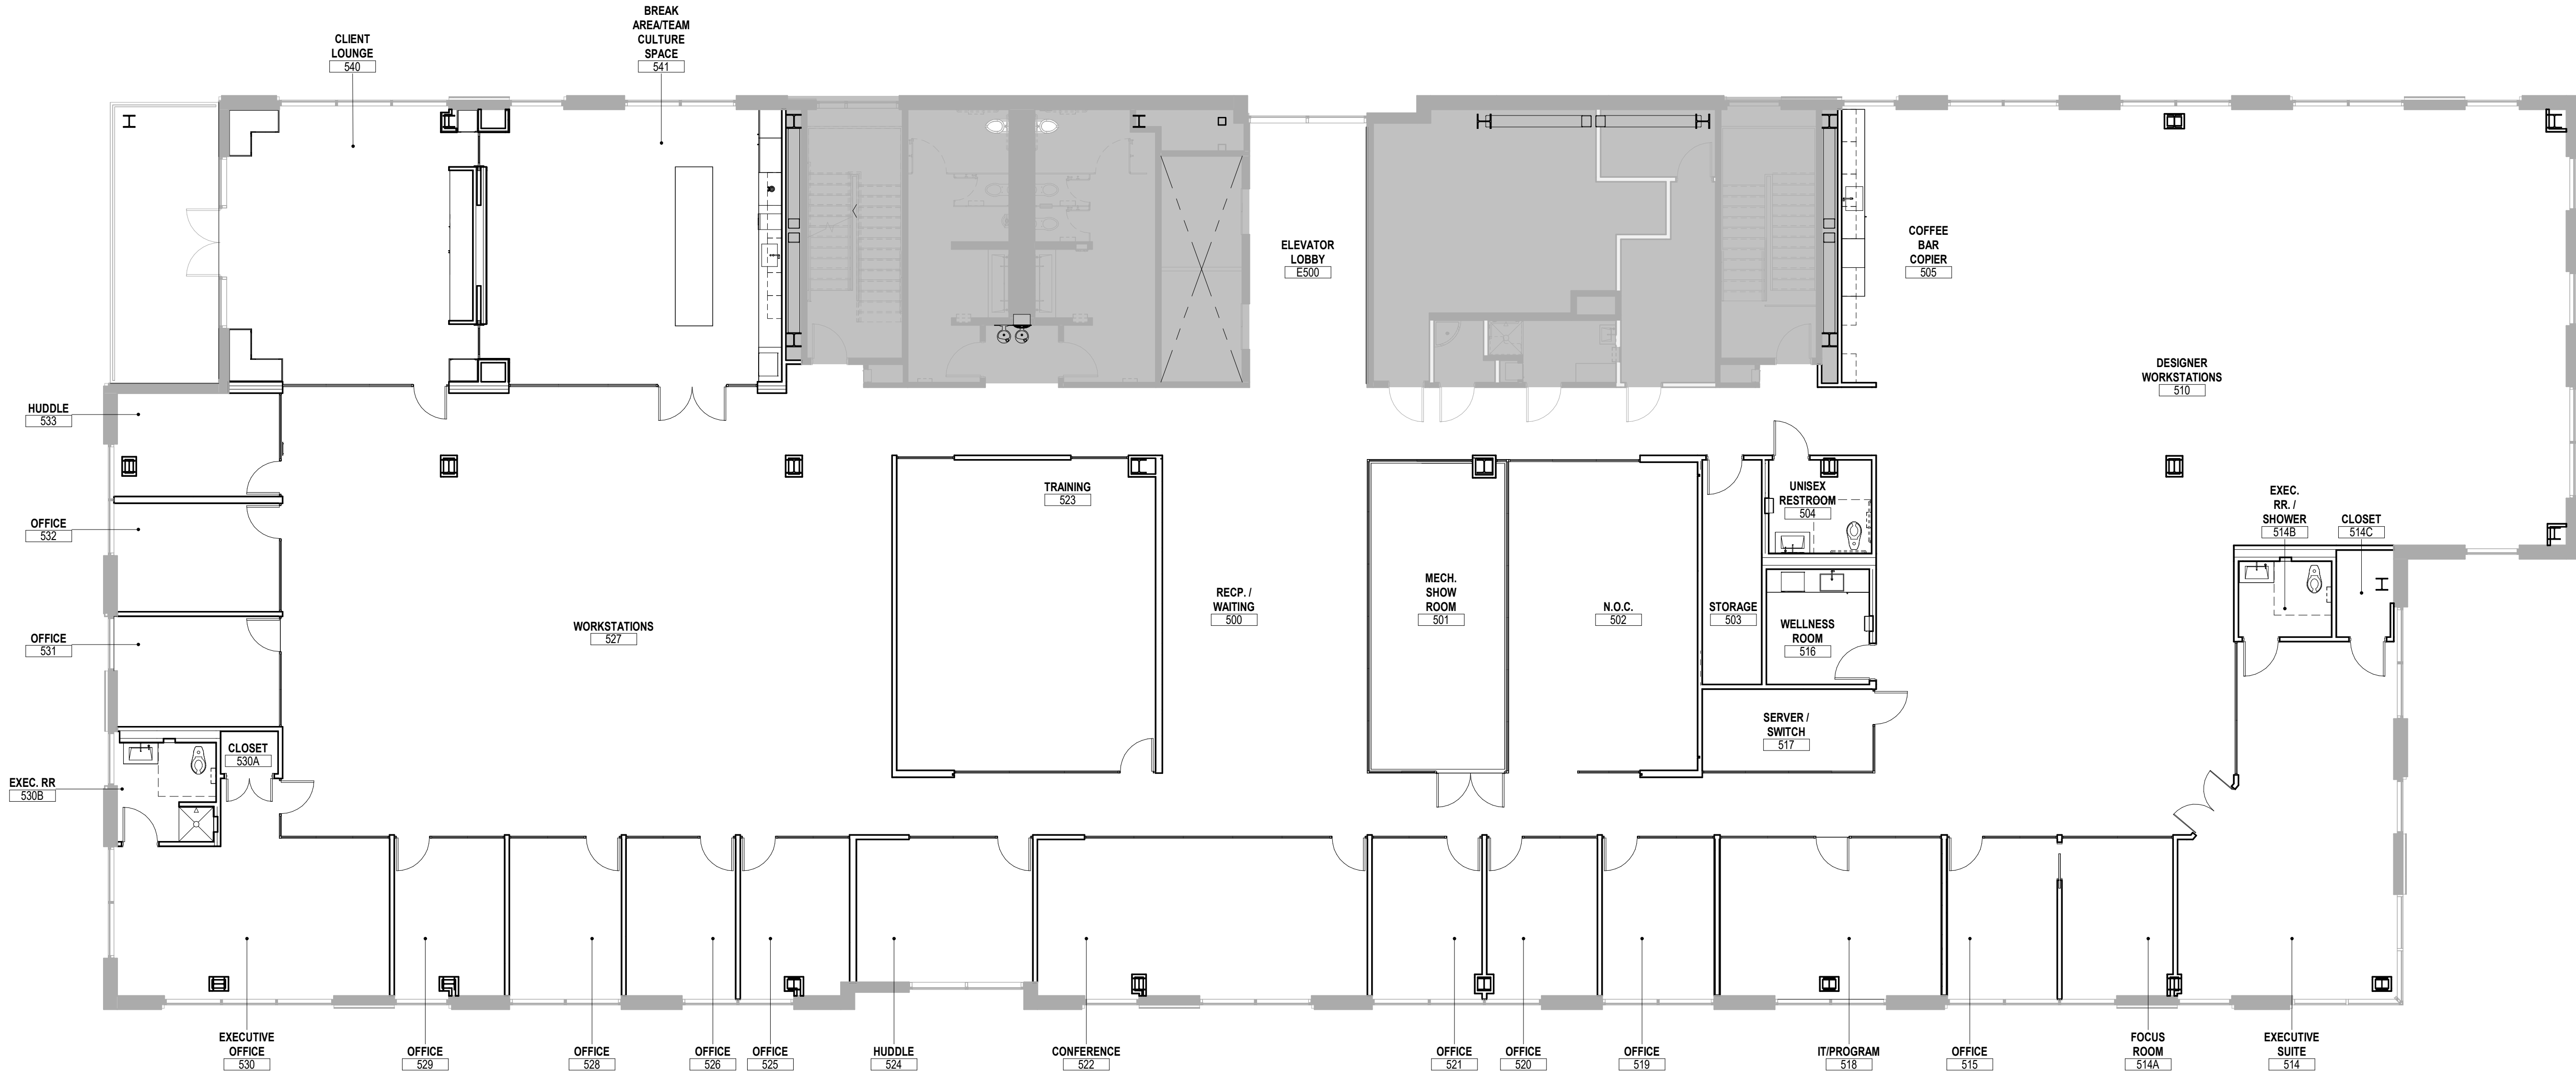 BREAK
AREA/TEAM
CULTURE
SPACE
541
CLIENT
LOUNGE
540
ELEVATOR
LOBBY
E500
COFFEE
BAR
COPIER
505
DESIGNER
WORKSTATIONS
510
HUDDLE
533
OFFICE
532
OFFICE
531
TRAINING
523
UNISEX
RESTROOM
504
EXEC.
RR. /
SHOWER
514B
CLOSET
514C
WORKSTATIONS
527
RECP. /
WAITING
500
MECH.
SHOW
ROOM
501
N.O.C.
502
STORAGE
503
WELLNESS
ROOM
516
SERVER /
SWITCH
517
CLOSET
530A
EXEC. RR
530B
EXECUTIVE
OFFICE
530
OFFICE
529
OFFICE
528
OFFICE
526
OFFICE
525
HUDDLE
524
CONFERENCE
522
OFFICE
521
OFFICE
520
OFFICE
519
IT/PROGRAM
518
OFFICE
515
FOCUS
ROOM
514A
EXECUTIVE
SUITE
514